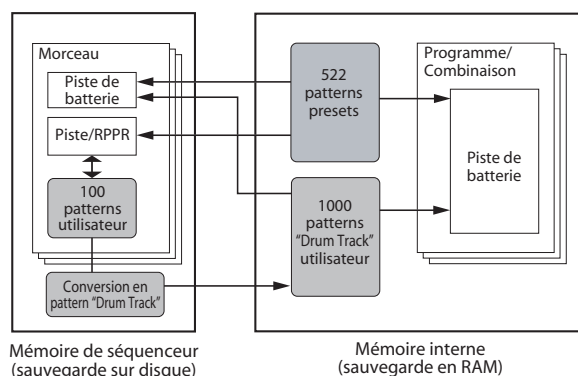 Morceau
Piste de
batterie
Piste/RPPR
100
patterns
utilisateur
Conversion en
pattern “Drum Track”
Mémoire de séquenceur
(sauvegarde sur disque)
522
patterns
presets
1000
patterns
“Drum Track”
utilisateur
Programme/
Combinaison
Piste de
batterie
Mémoire interne
(sauvegarde en RAM)